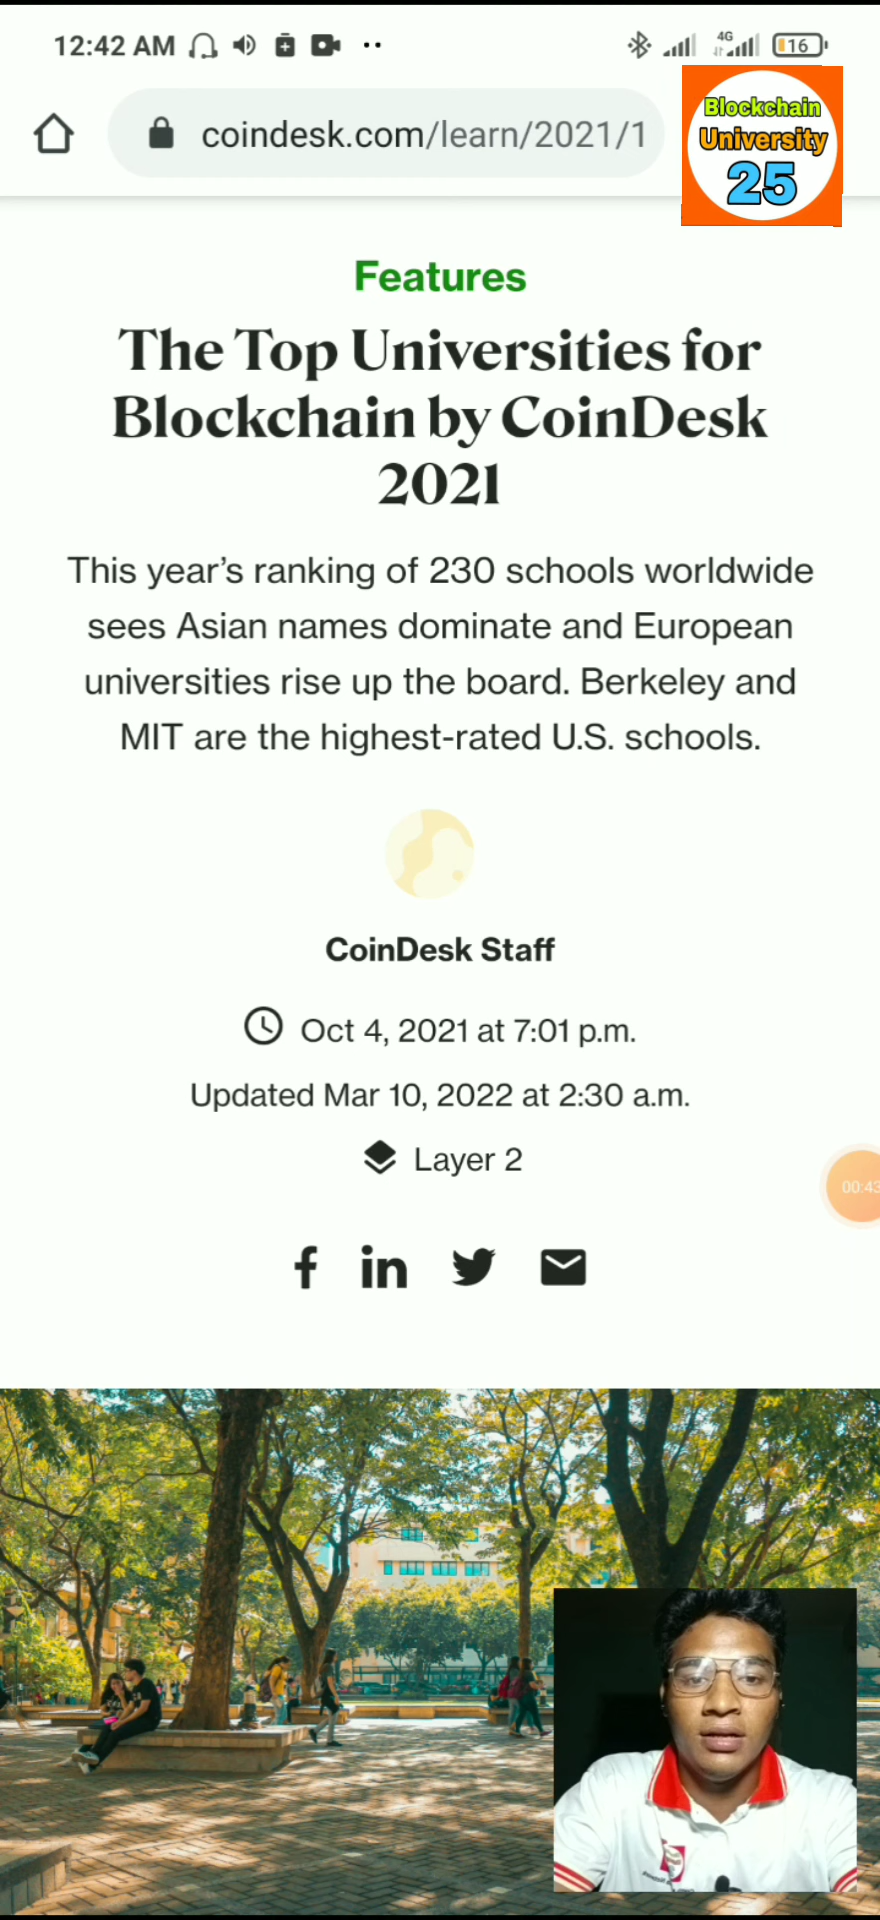 12:42 AM
4G
16
coindesk.com/learn/2021/1
Blockchain
University
25
Features
The Top Universities for
Blockchain by CoinDesk
2021
This year’s ranking of 230 schools worldwide
sees Asian names dominate and European
universities rise up the board. Berkeley and
MIT are the highest-rated U.S. schools.
CoinDesk Staff
Oct 4, 2021 at 7:01 p.m.
Updated Mar 10, 2022 at 2:30 a.m.
Layer 2
00:43
f in